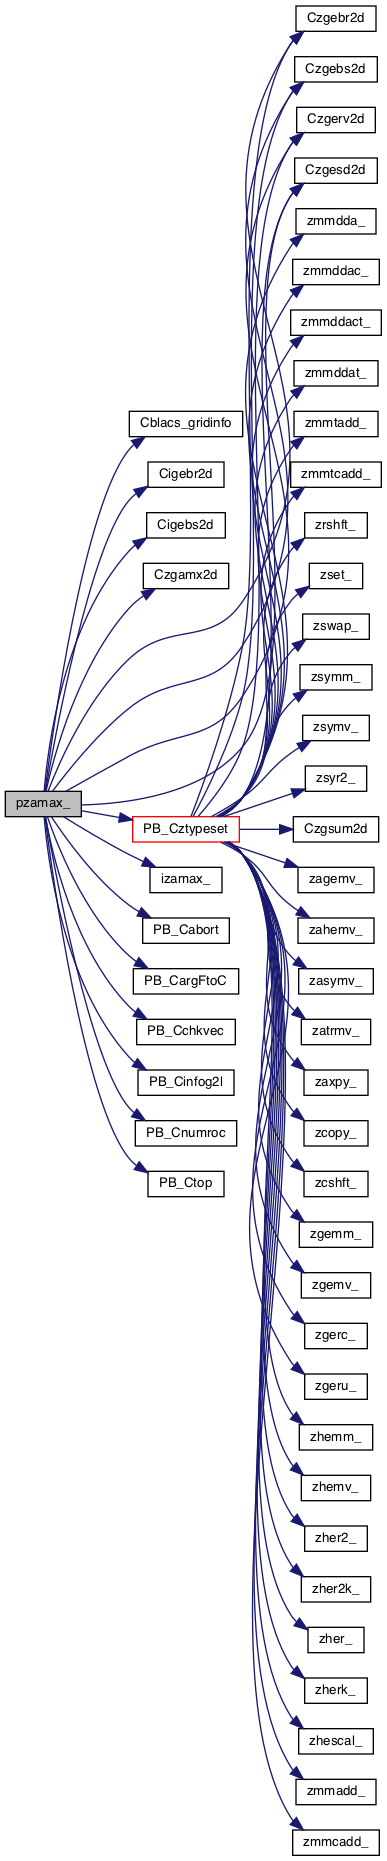 Czgebr2d
Czgebs2d
Czgerv2d
Czgesd2d
zmmdda_
zmmddac_
zmmddact_
zmmddat_
Cblacs_gridinfo
zmmtadd_
Cigebr2d
zmmtcadd_
Cigebs2d
zrshft_
Czgamx2d
zset_
zswap_
zsymm_
zsymv_
zsyr2_
pzamax_
PB_Cztypeset
Czgsum2d
izamax_
zagemv_
PB_Cabort
zahemv_
PB_CargFtoC
zasymv_
PB_Cchkvec
zatrmv_
PB_Cinfog2l
zaxpy_
PB_Cnumroc
zcopy_
PB_Ctop
zcshft_
zgemm_
zgemv_
zgerc_
zgeru_
zhemm_
zhemv_
zher2_
zher2k_
zher_
zherk_
zhescal_
zmmadd_
zmmcadd_